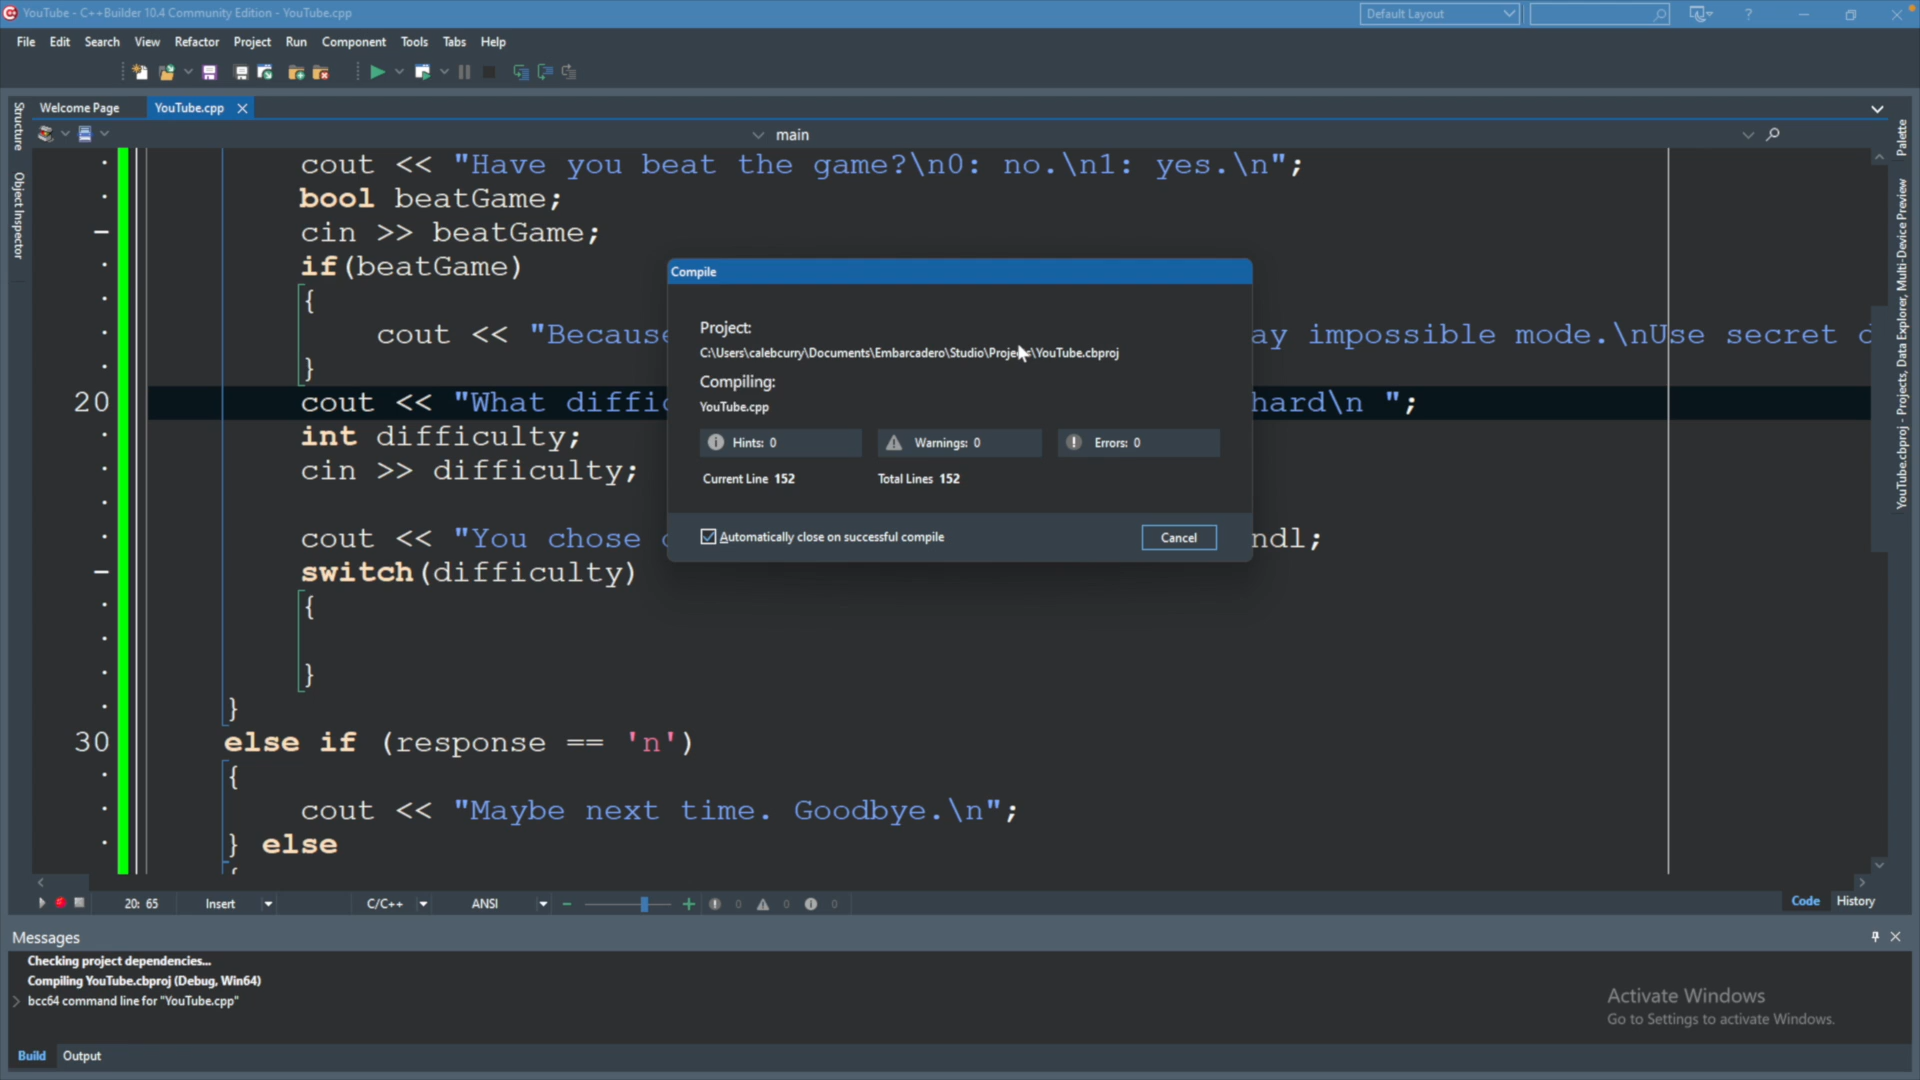 YouTube - C++Builder 10.4 Community Edition - YouTube.cpp
Default Layout
?
File Edit Search View Refactor Project Run Component Tools Tabs Help
Structure
Object Inspector
Welcome Page YouTube.cpp
main
Palette
YouTube.cbproj - Projects, Data Explorer, Multi-Device Preview
cout << "Have you beat the game?\n0: no.\n1: yes.\n";
bool beatGame;
cin >> beatGame;
if(beatGame)
{
cout << "Because
ay impossible mode.\nUse secret
}
20 cout << "What diffi
hard\n ";
int difficulty;
cin >> difficulty;
cout << "You chose
ndl;
switch(difficulty)
{
}
}
30 else if (response == 'n')
{
cout << "Maybe next time. Goodbye.\n";
} else
{
Compile
Project:
C:\Users\calebcurry\Documents\Embarcadero\Studio\Projects\YouTube.cbproj
Compiling:
YouTube.cpp
Hints: 0 Warnings: 0 Errors: 0
Current Line 152 Total Lines 152
Automatically close on successful compile Cancel
20: 65 Insert C/C++ ANSI 0 0 0
Code History
Messages
Checking project dependencies...
Compiling YouTube.cbproj (Debug, Win64)
bcc64 command line for "YouTube.cpp"
Build Output
Activate Windows
Go to Settings to activate Windows.